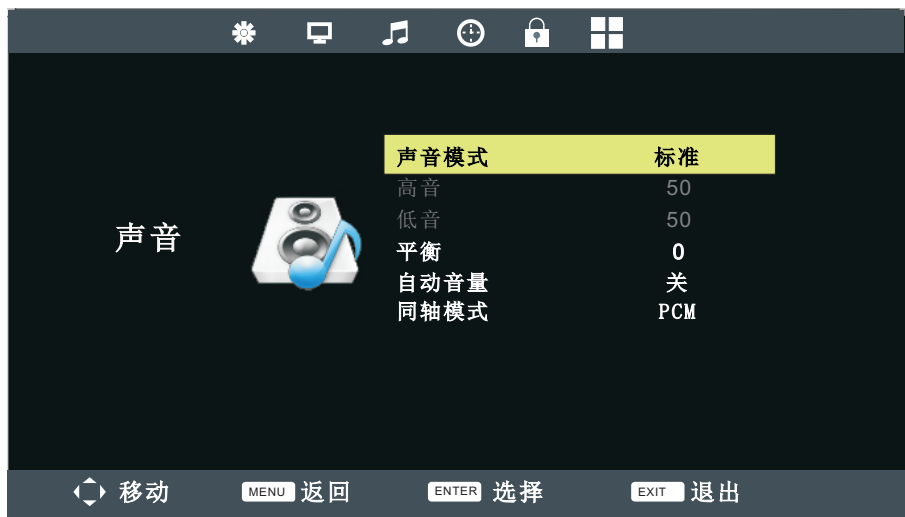 声音模式 标准
高音 50
低音 50
声音
平衡 0
自动音量 关
同轴模式 PCM
移动 MENU 返回 ENTER 选择 EXIT 退出